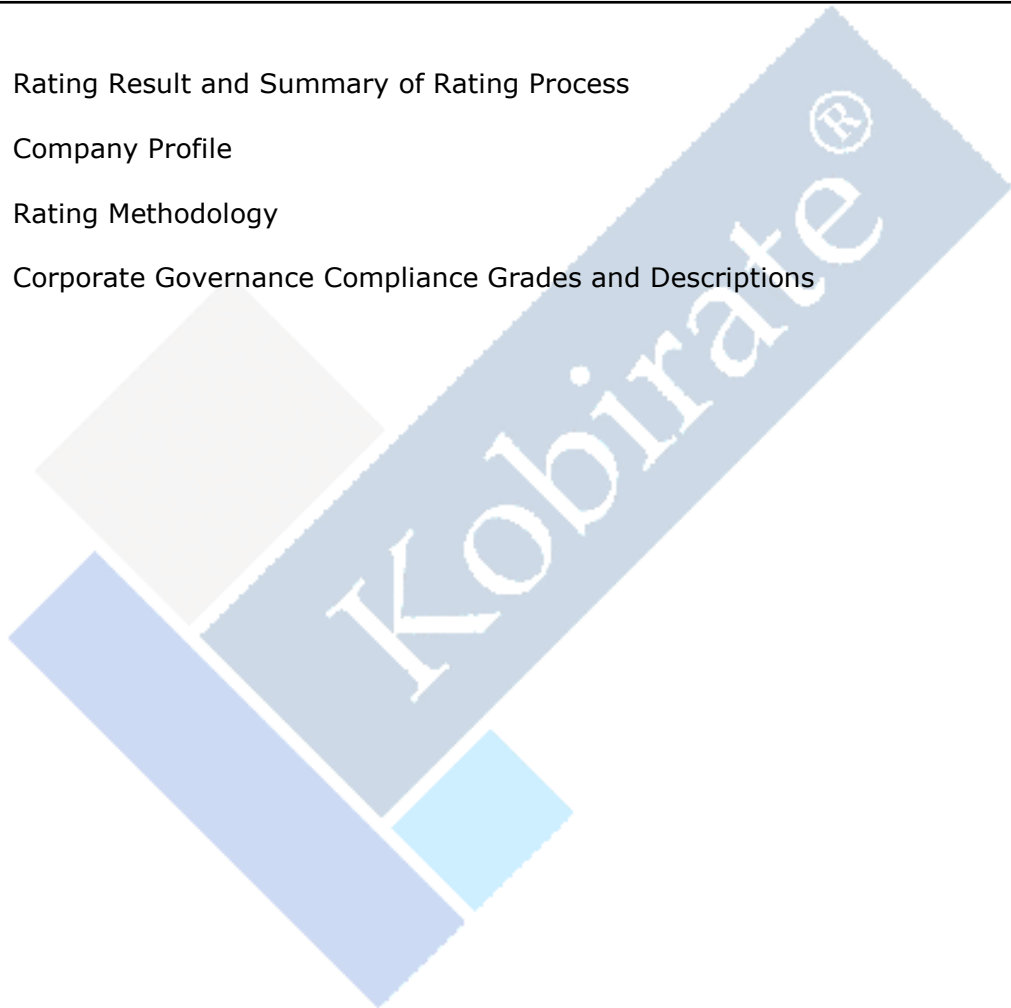 Rating Result and Summary of Rating Process
Company Profile
Rating Methodology
Corporate Governance Compliance Grades and Descriptions
Kobirate®